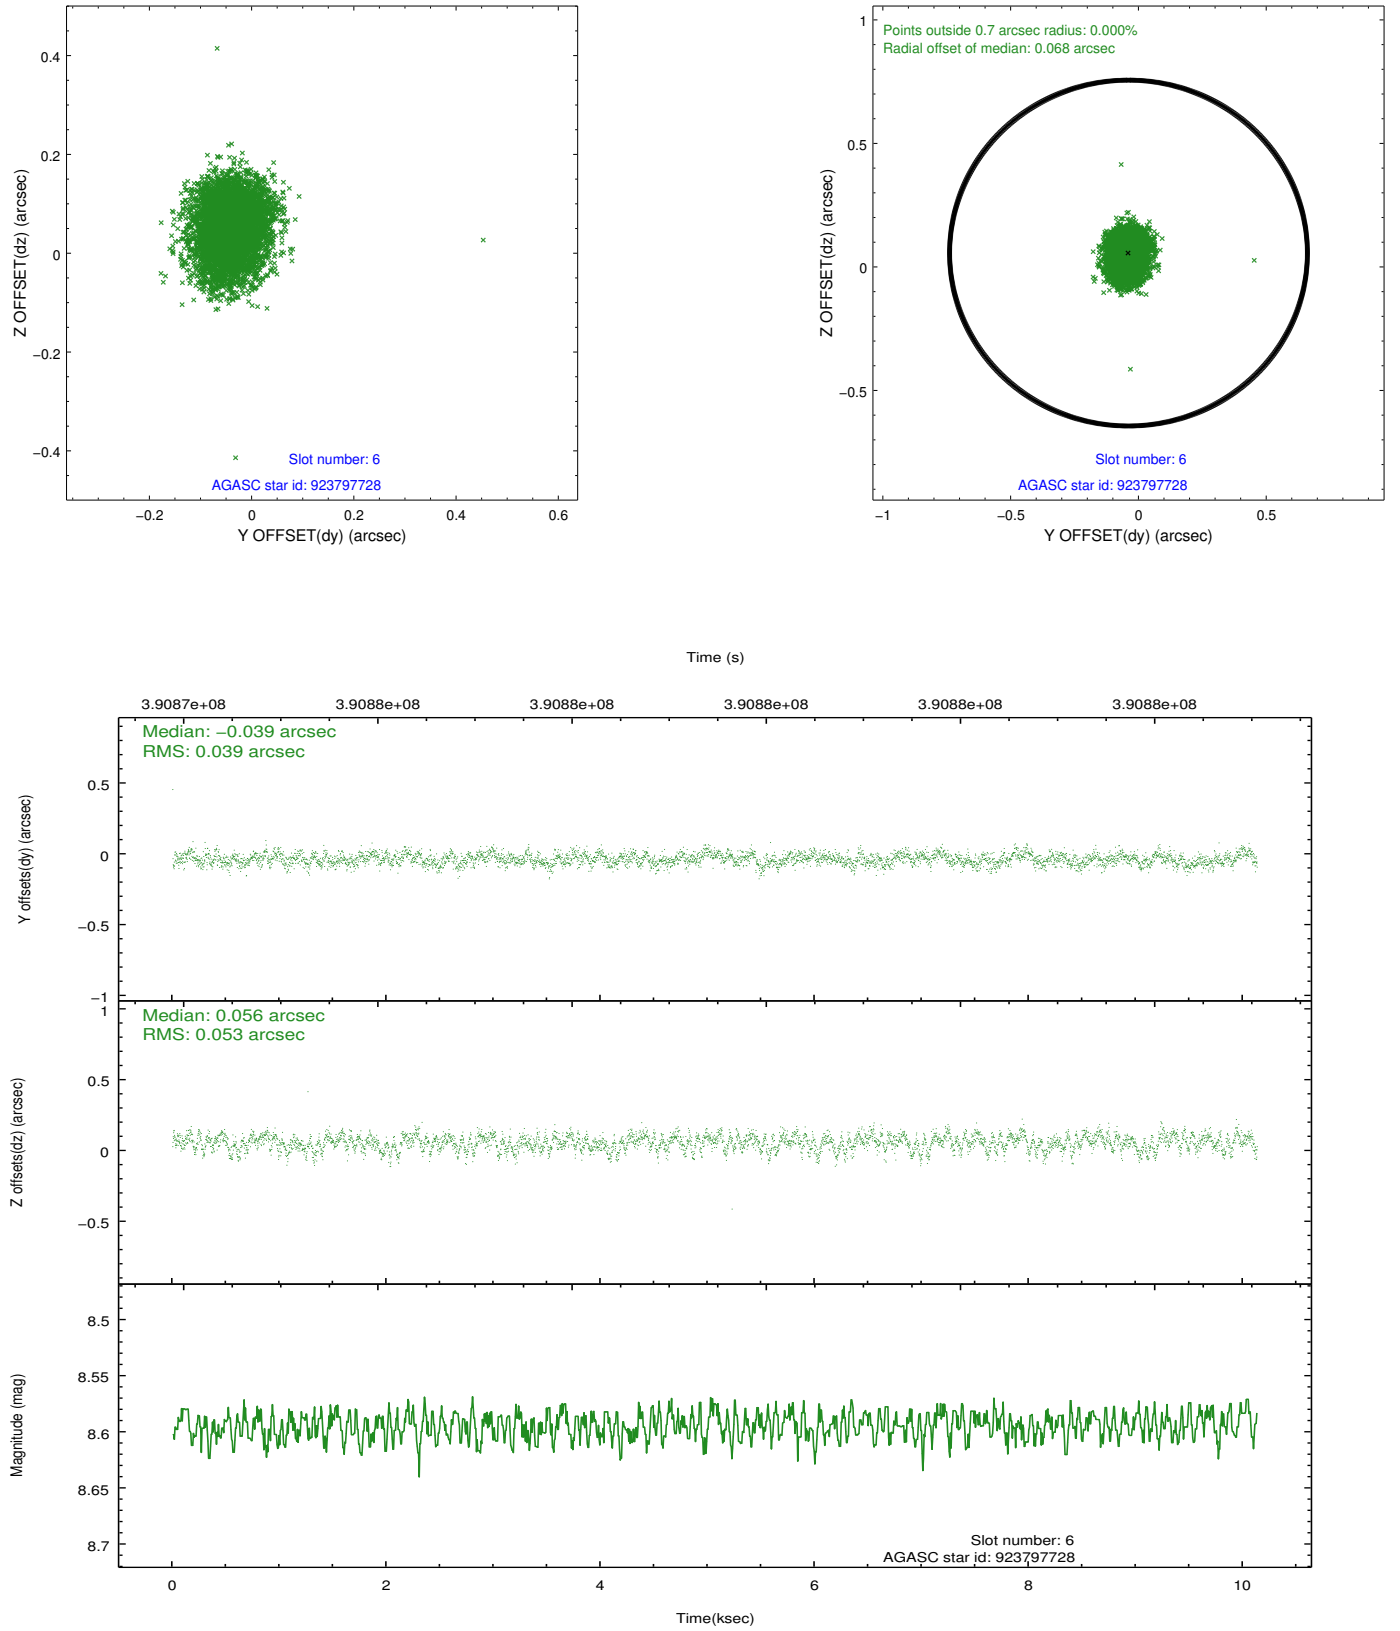 0.4
0.2
0
−0.2
−0.4
Z OFFSET(dz) (arcsec)
Slot number: 6
AGASC star id: 923797728
−0.2 0 0.2 0.4 0.6
Y OFFSET(dy) (arcsec)
1
0.5
0
−0.5
Z OFFSET(dz) (arcsec)
Points outside 0.7 arcsec radius: 0.000%
Radial offset of median: 0.068 arcsec
Slot number: 6
AGASC star id: 923797728
−1 −0.5 0 0.5
Y OFFSET(dy) (arcsec)
Time (s)
3.9087e+08 3.9088e+08 3.9088e+08 3.9088e+08 3.9088e+08 3.9088e+08
Median: −0.039 arcsec
RMS: 0.039 arcsec
0.5
0
−0.5
−1
Y offsets(dy) (arcsec)
Median: 0.056 arcsec
RMS: 0.053 arcsec
1
0.5
0
−0.5
Z offsets(dz) (arcsec)
8.5
8.55
8.6
8.65
8.7
Magnitude (mag)
Slot number: 6
AGASC star id: 923797728
0 2 4 6 8 10
Time(ksec)